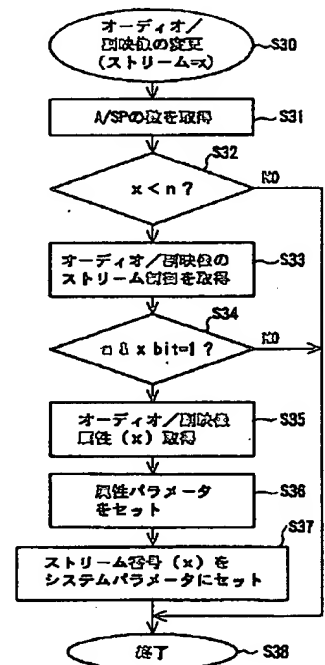 オーディオ/
副映像の変更
(ストリーム=x)
S30
A/SPの数を取得
S31
S32
x < n ?
NO
オーディオ/副映像の
ストリーム制御を取得
S33
S34
& x bit=1 ?
NO
オーディオ/副映像
属性 (x) 取得
S35
属性パラメータ
をセット
S36
S37
ストリーム番号 (x) を
システムパラメータにセット
終了
S38